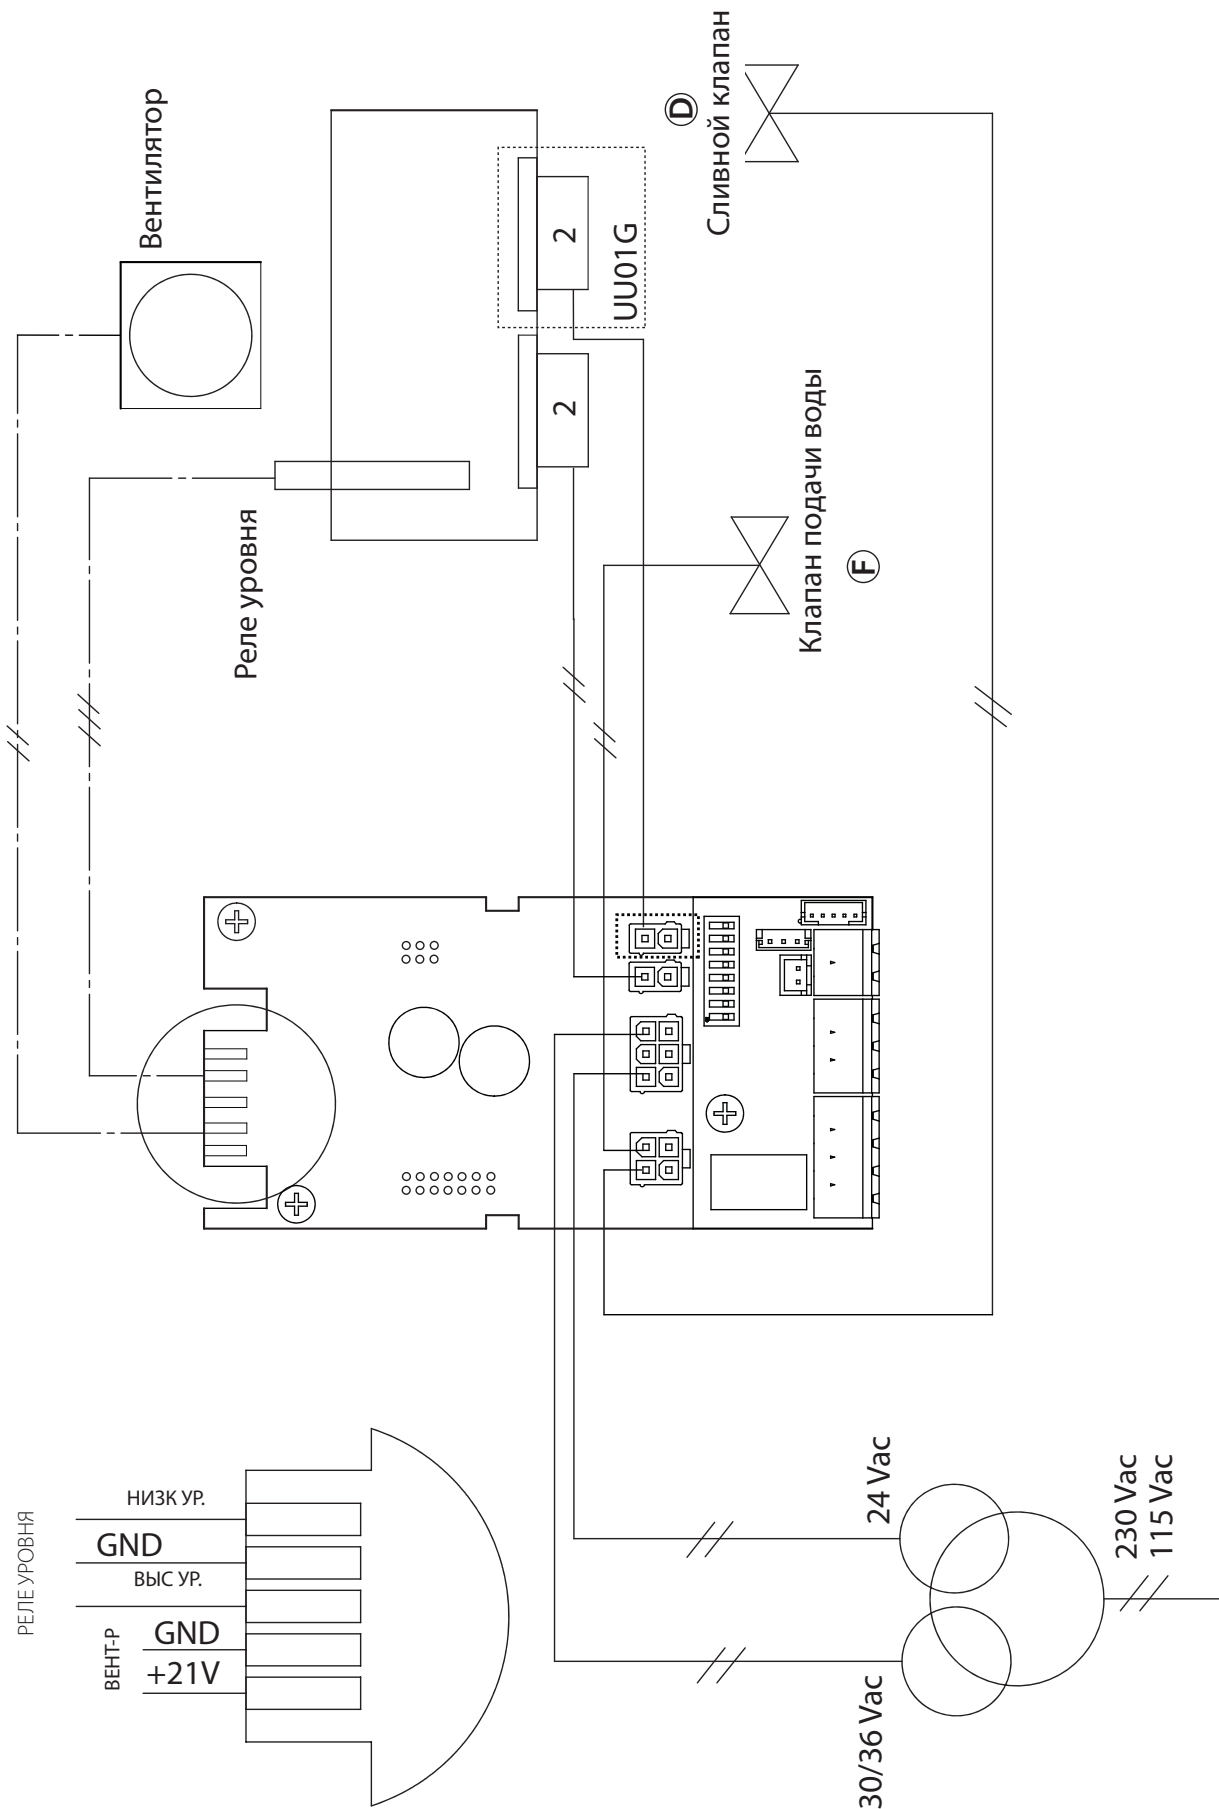 РЕЛЕ УРОВНЯ
НИЗК УР.
GND
ВЫС УР.
ВЕНТ-Р
GND
+21V
Вентилятор
Реле уровня
2
2
UU01G
D
Сливной клапан
Клапан подачи воды
F
24 Vac
30/36 Vac
230 Vac
115 Vac